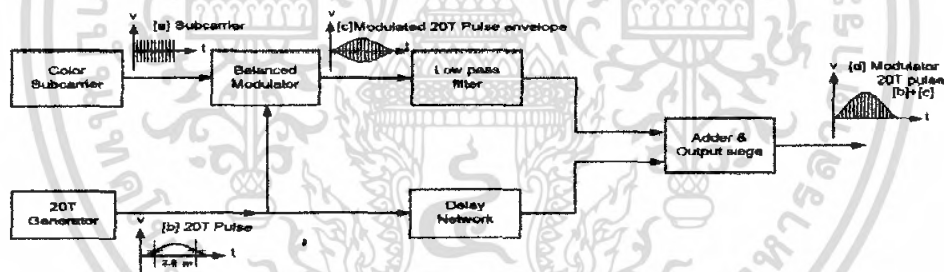 [a] Subcarrier
v
t
Color
Subcarrier
Balanced
Modulator
[c]Modulated 20T Pulse envelope
v
t
Low pass
filter
[d] Modulator
20T pulse
[b]+[c]
v
t
Adder &
Output stage
20T
Generator
[b] 20T Pulse
v
t
Delay
Network